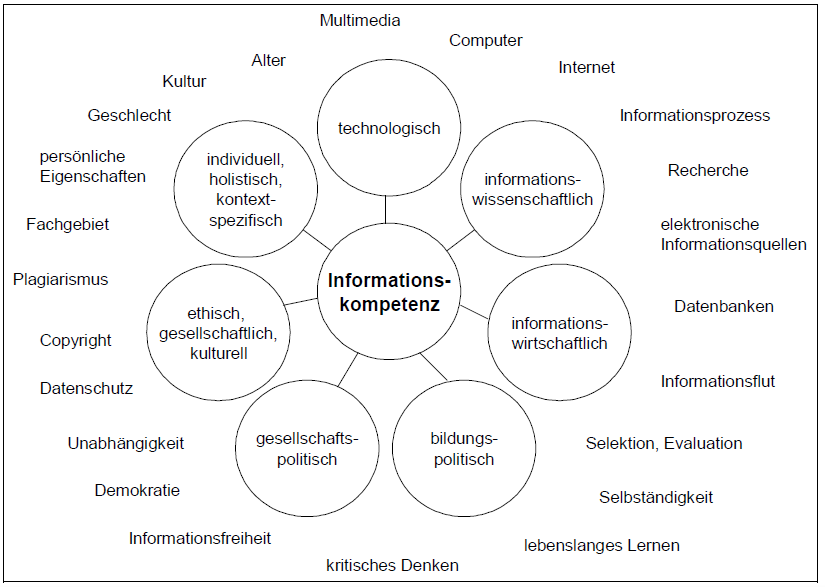 Multimedia
Computer
Alter
Internet
Kultur
Geschlecht
Informationsprozess
technologisch
persönliche
Eigenschaften
individuell,
holistisch,
kontext-
spezifisch
informations-
wissenschaftlich
Recherche
Fachgebiet
elektronische
Informationsquellen
Plagiarismus
Informations-
kompetenz
Datenbanken
ethisch,
gesellschaftlich,
kulturell
informations-
wirtschaftlich
Copyright
Datenschutz
Informationsflut
Unabhängigkeit
gesellschafts-
politisch
bildungs-
politisch
Selektion, Evaluation
Demokratie
Selbständigkeit
Informationsfreiheit
lebenslanges Lernen
kritisches Denken